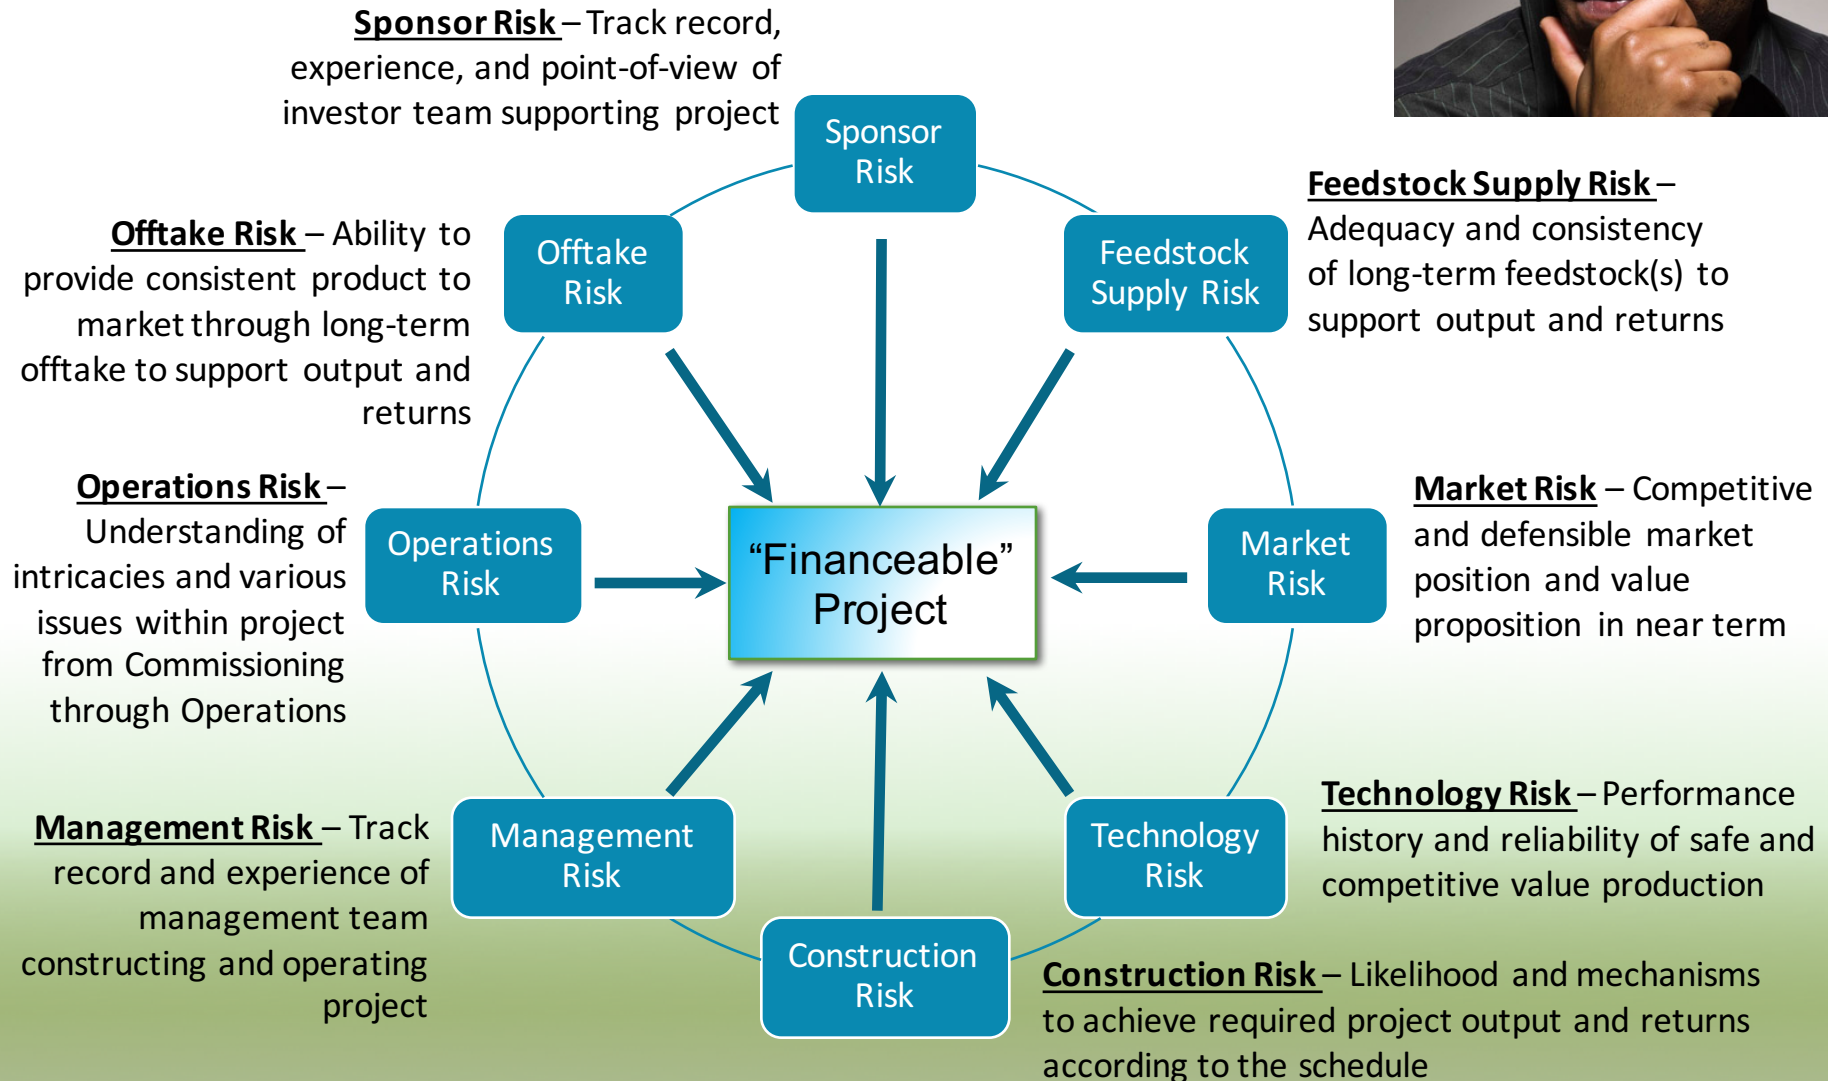 Sponsor Risk – Track record,
experience, and point-of-view of
investor team supporting project
Sponsor
Risk
Feedstock Supply Risk –
Adequacy and consistency
of long-term feedstock(s) to
support output and returns
Feedstock
Supply Risk
Offtake Risk – Ability to
provide consistent product to
market through long-term
offtake to support output and
returns
Offtake
Risk
Operations Risk –
Understanding of
intricacies and various
issues within project
from Commissioning
through Operations
Operations
Risk
“Financeable”
Project
Market
Risk
Market Risk – Competitive
and defensible market
position and value
proposition in near term
Management Risk – Track
record and experience of
management team
constructing and operating
project
Management
Risk
Technology
Risk
Technology Risk – Performance
history and reliability of safe and
competitive value production
Construction
Risk
Construction Risk – Likelihood and mechanisms
to achieve required project output and returns
according to the schedule